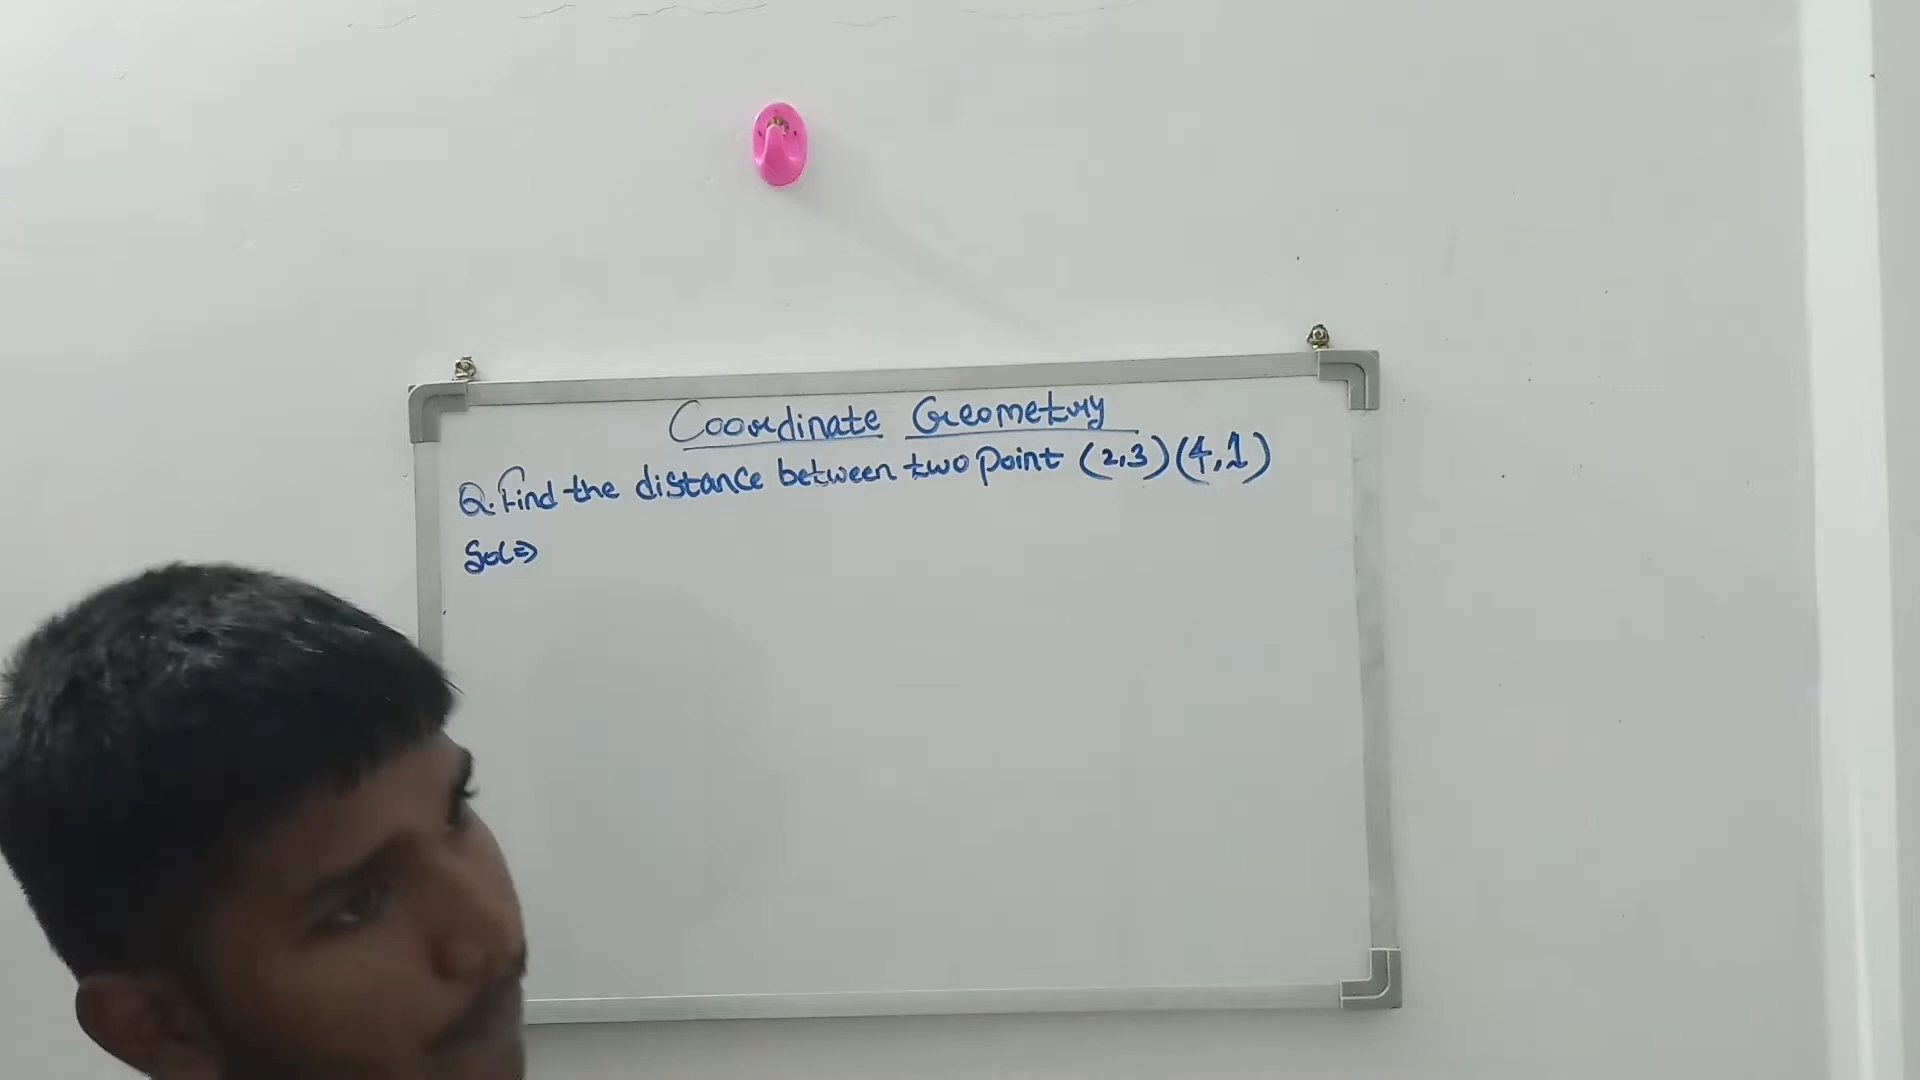 Coordinate Geometry
Q. Find the distance between two point (2,3)(4,1)
Sol⇒